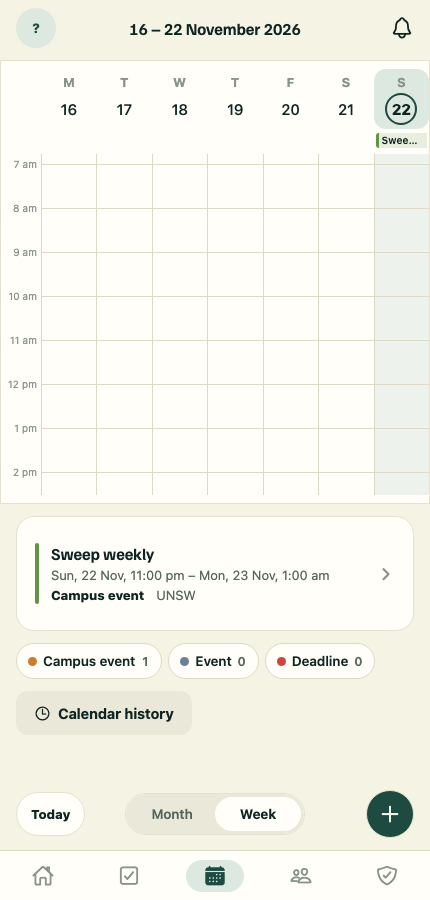 ?
16 – 22 November 2026
M T W T F S S
16 17 18 19 20 21 22
Swee...
7 am
8 am
9 am
10 am
11 am
12 pm
1 pm
2 pm
Sweep weekly
Sun, 22 Nov, 11:00 pm – Mon, 23 Nov, 1:00 am
Campus event UNSW
Campus event 1 Event 0 Deadline 0
Calendar history
Today Month Week